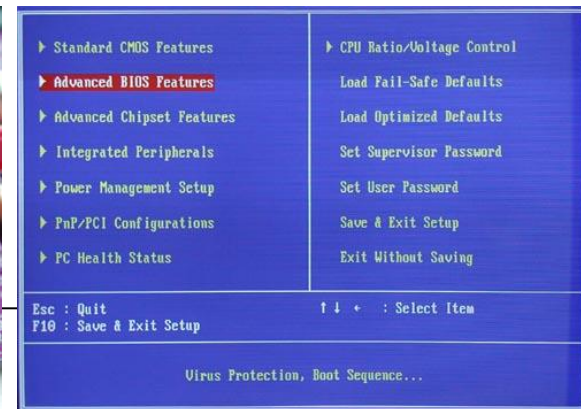 ▶ Standard CMOS Features
▶ Advanced BIOS Features
▶ Advanced Chipset Features
▶ Integrated Peripherals
▶ Power Management Setup
▶ PnP/PCI Configurations
▶ PC Health Status
▶ CPU Ratio/Voltage Control
Load Fail-Safe Defaults
Load Optimized Defaults
Set Supervisor Password
Set User Password
Save & Exit Setup
Exit Without Saving
Esc : Quit
F10 : Save & Exit Setup
↑ ↓ ← : Select Item
Virus Protection, Boot Sequence...